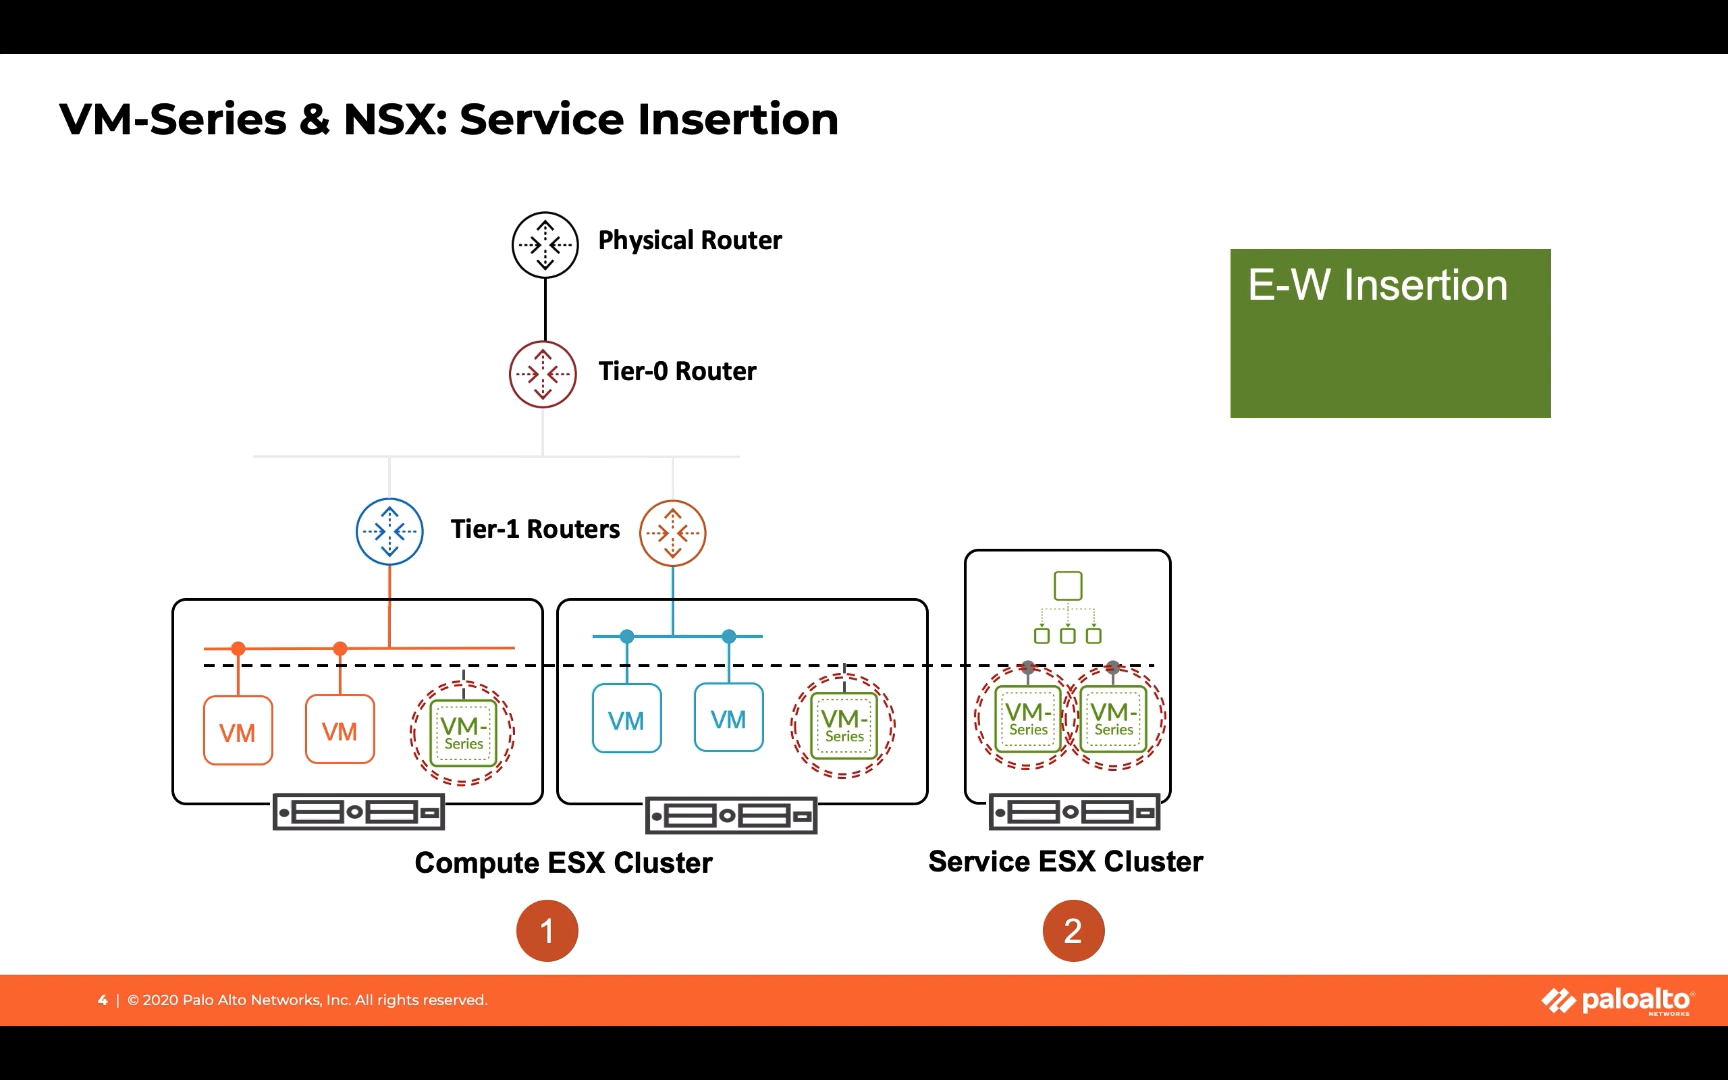 VM-Series & NSX: Service Insertion
Physical Router
E-W Insertion
Tier-0 Router
Tier-1 Routers
VM
VM
VM-
Series
VM
VM
VM-
Series
VM-
Series
VM-
Series
Compute ESX Cluster
Service ESX Cluster
1
2
4 | © 2020 Palo Alto Networks, Inc. All rights reserved.
paloalto
NETWORKS